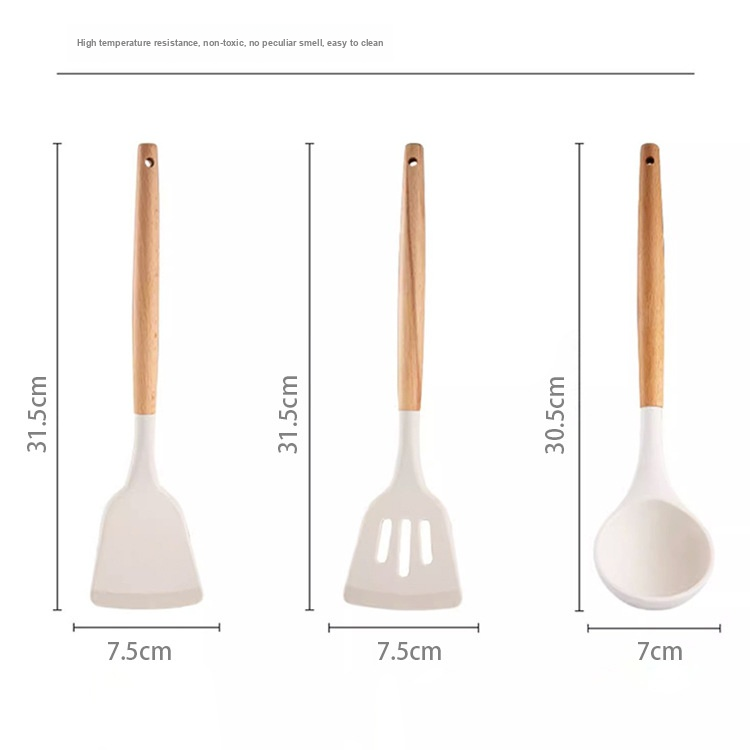 High temperature resistance, non-toxic, no peculiar smell, easy to clean
31.5cm
31.5cm
30.5cm
7.5cm
7.5cm
7cm